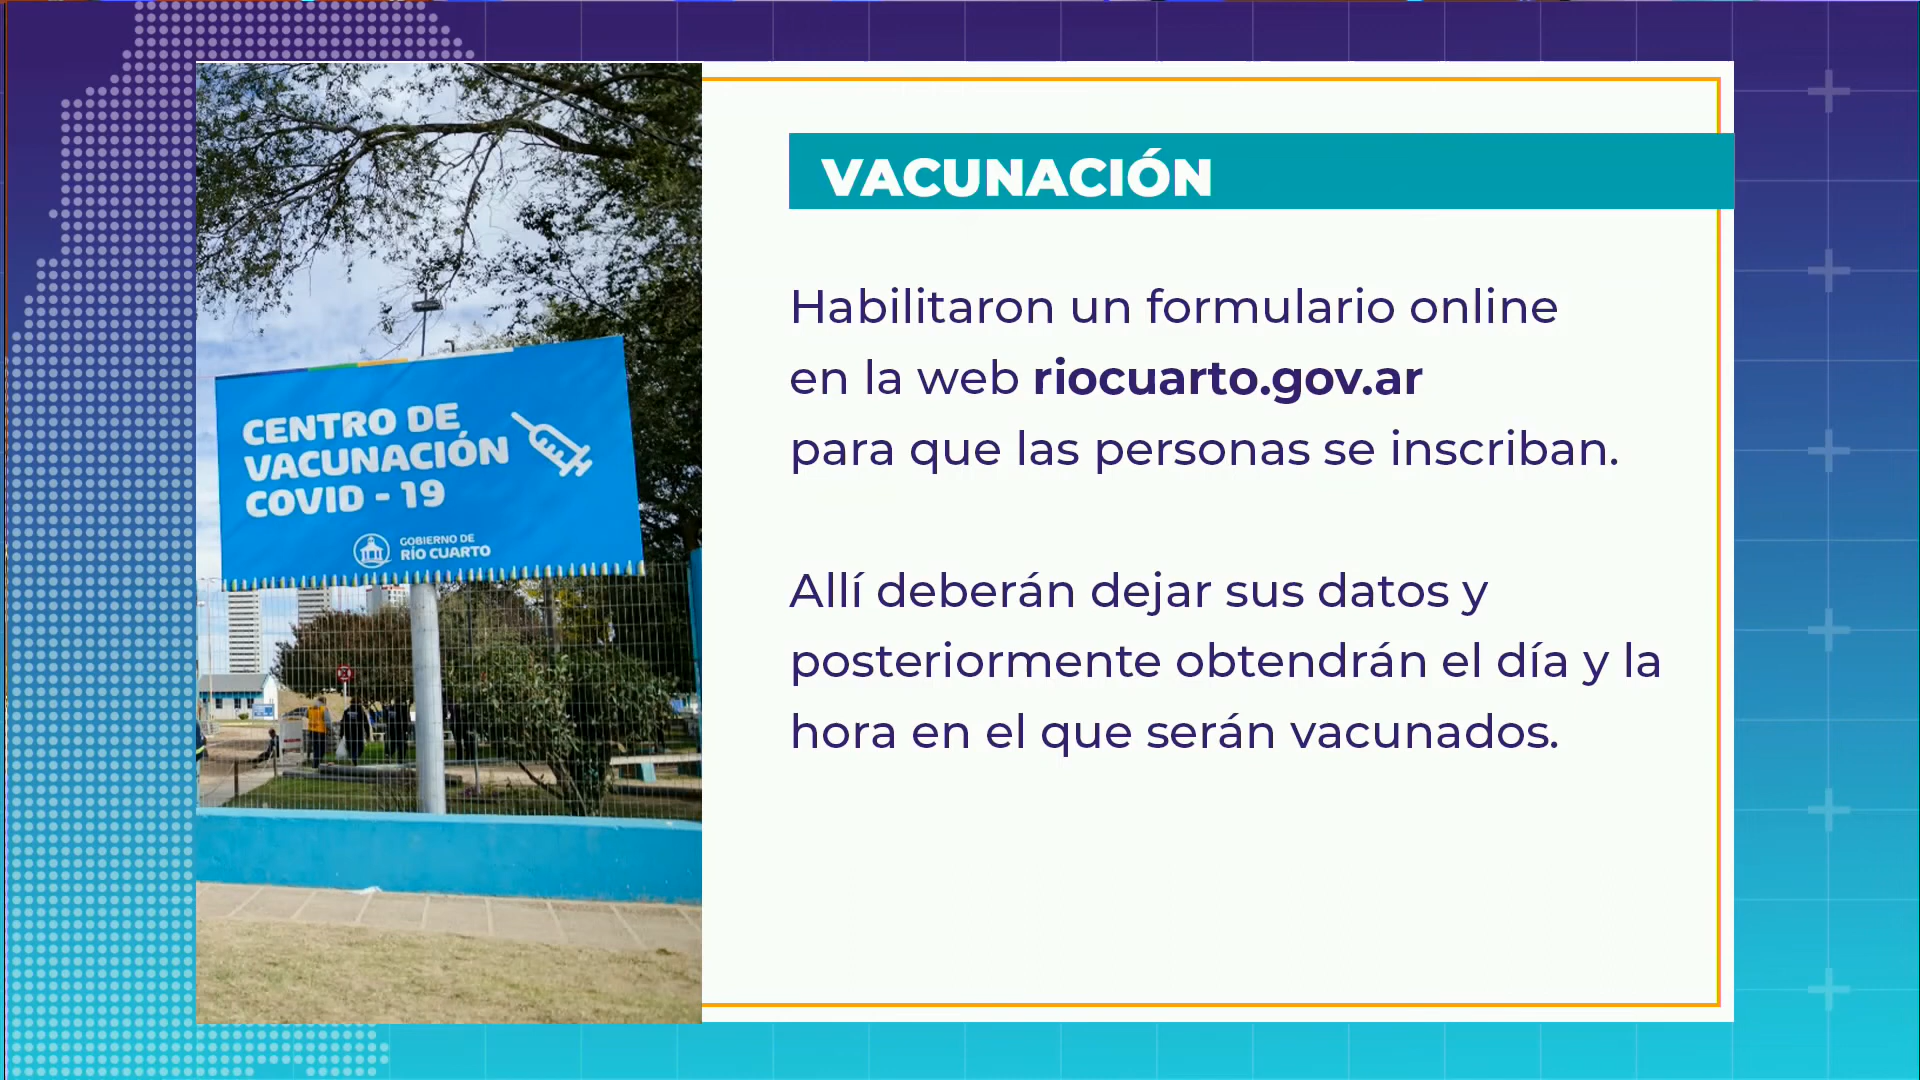 CENTRO DE
VACUNACIÓN
COVID - 19
GOBIERNO DE
RÍO CUARTO
VACUNACIÓN
Habilitaron un formulario online
en la web riocuarto.gov.ar
para que las personas se inscriban.
Allí deberán dejar sus datos y
posteriormente obtendrán el día y la
hora en el que serán vacunados.